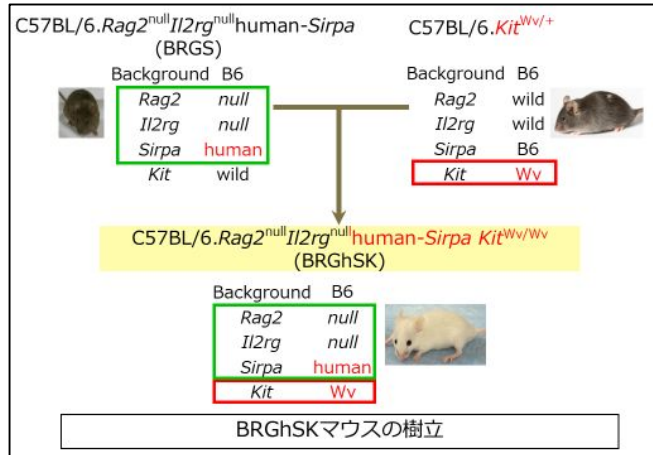 C57BL/6.Rag2nullIl2rgnullhuman-Sirpa
(BRGS)
Background B6
Rag2 null
Il2rg null
Sirpa human
Kit wild
C57BL/6.KitWv/+
Background B6
Rag2 wild
Il2rg wild
Sirpa B6
Kit Wv
C57BL/6.Rag2nullIl2rgnullhuman-Sirpa KitWv/Wv
(BRGhSK)
Background B6
Rag2 null
Il2rg null
Sirpa human
Kit Wv
BRGhSKマウスの樹立